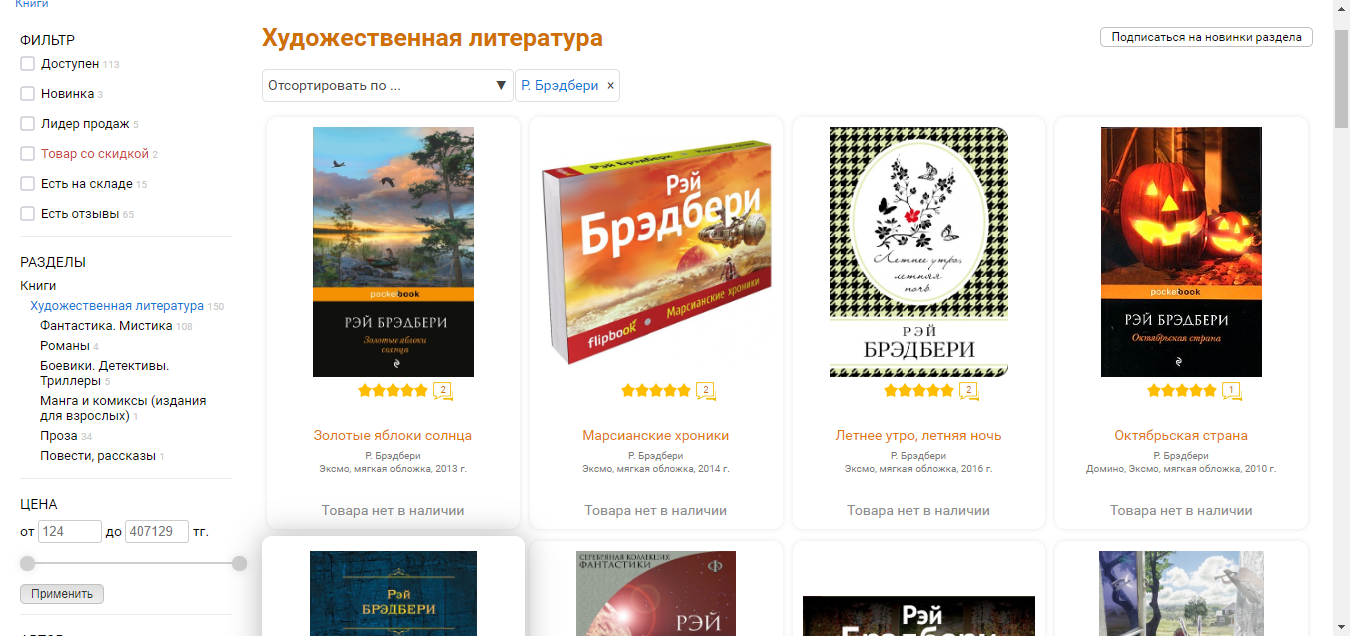 Книги
ФИЛЬТР
Доступен 113
Новинка 3
Лидер продаж 5
Товар со скидкой 2
Есть на складе 15
Есть отзывы 65
РАЗДЕЛЫ
Книги
Художественная литература 150
Фантастика. Мистика 108
Романы 4
Боевики. Детективы.
Триллеры 5
Манга и комиксы (издания
для взрослых) 1
Проза 34
Повести, рассказы 1
ЦЕНА
от 124 до 407129 тг.
Применить
Художественная литература
Подписаться на новинки раздела
Отсортировать по ... ▼
Р. Брэдбери ×
pocketbook
РЭЙ БРЭДБЕРИ
Золотые яблоки
солнца
2
Золотые яблоки солнца
Р. Брэдбери
Эксмо, мягкая обложка, 2013 г.
Товара нет в наличии
Рэй Брэдбери
Рэй
Брэдбери
flipbook • Марсианские хроники
2
Марсианские хроники
Р. Брэдбери
Эксмо, мягкая обложка, 2014 г.
Товара нет в наличии
Летнее утро,
летняя
ночь
РЭЙ
БРЭДБЕРИ
2
Летнее утро, летняя ночь
Р. Брэдбери
Эксмо, мягкая обложка, 2016 г.
Товара нет в наличии
pocketbook
РЭЙ БРЭДБЕРИ
Октябрьская страна
1
Октябрьская страна
Р. Брэдбери
Домино, Эксмо, мягкая обложка, 2010 г.
Товара нет в наличии
Рэй
БРЭДБЕРИ
СЕРЕБРЯНАЯ КОЛЛЕКЦИЯ
ФАНТАСТИКИ
РЭЙ
Рэй
Брэдбери